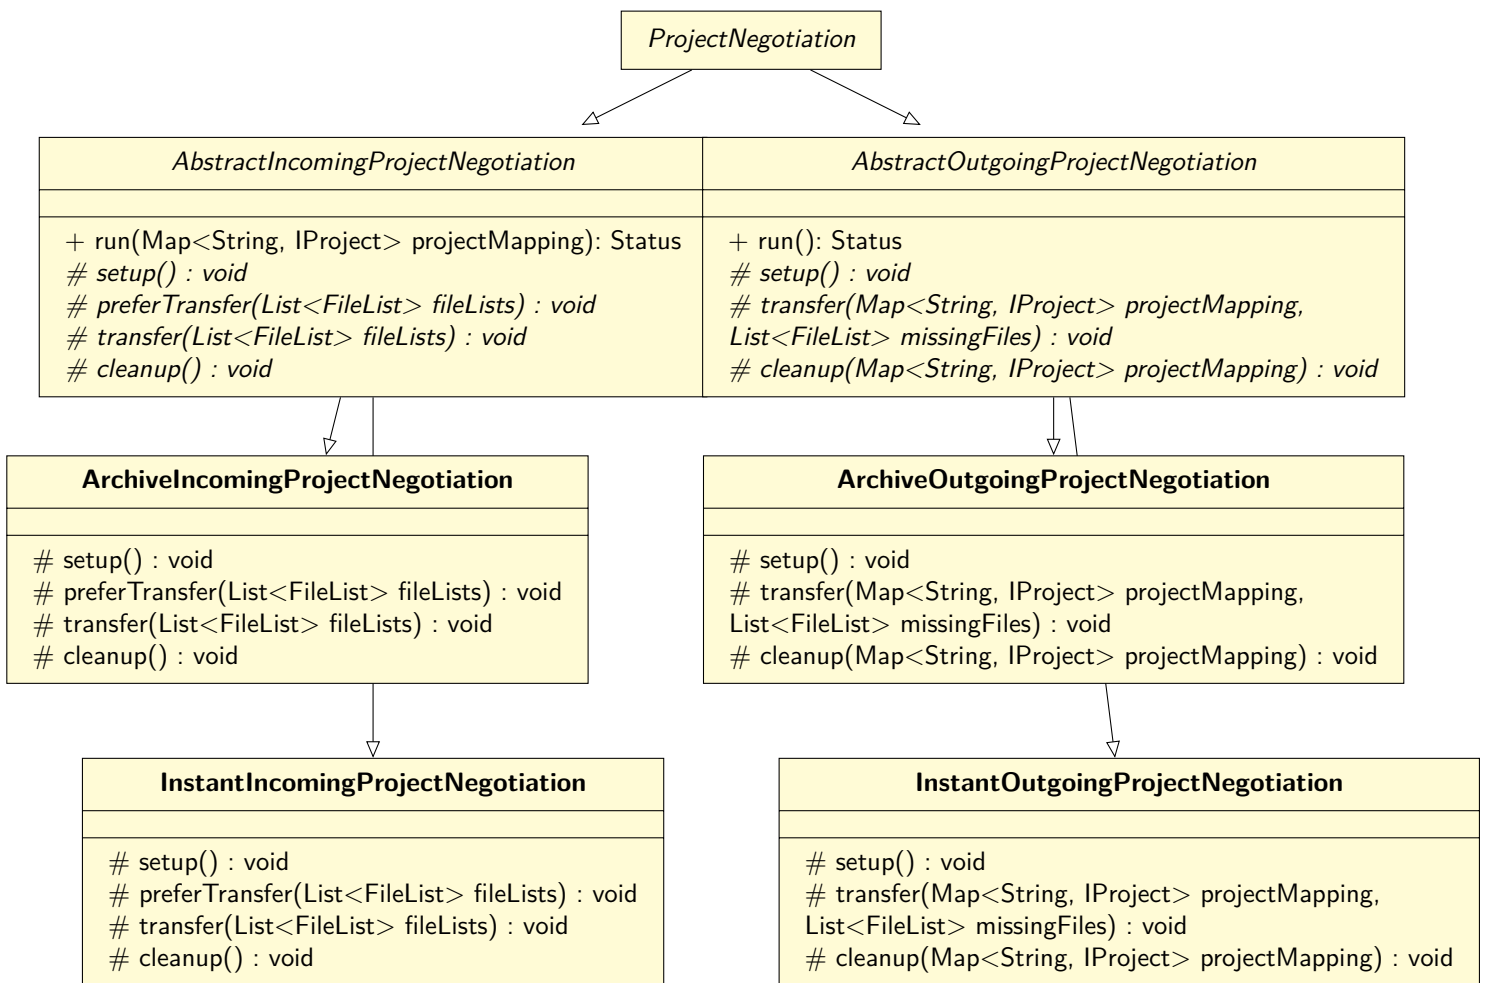 ProjectNegotiation
AbstractIncomingProjectNegotiation
+ run(Map<String, IProject> projectMapping): Status
# setup() : void
# preferTransfer(List<FileList> fileLists) : void
# transfer(List<FileList> fileLists) : void
# cleanup() : void
AbstractOutgoingProjectNegotiation
+ run(): Status
# setup() : void
# transfer(Map<String, IProject> projectMapping,
List<FileList> missingFiles) : void
# cleanup(Map<String, IProject> projectMapping) : void
ArchiveIncomingProjectNegotiation
# setup() : void
# preferTransfer(List<FileList> fileLists) : void
# transfer(List<FileList> fileLists) : void
# cleanup() : void
ArchiveOutgoingProjectNegotiation
# setup() : void
# transfer(Map<String, IProject> projectMapping,
List<FileList> missingFiles) : void
# cleanup(Map<String, IProject> projectMapping) : void
InstantIncomingProjectNegotiation
# setup() : void
# preferTransfer(List<FileList> fileLists) : void
# transfer(List<FileList> fileLists) : void
# cleanup() : void
InstantOutgoingProjectNegotiation
# setup() : void
# transfer(Map<String, IProject> projectMapping,
List<FileList> missingFiles) : void
# cleanup(Map<String, IProject> projectMapping) : void